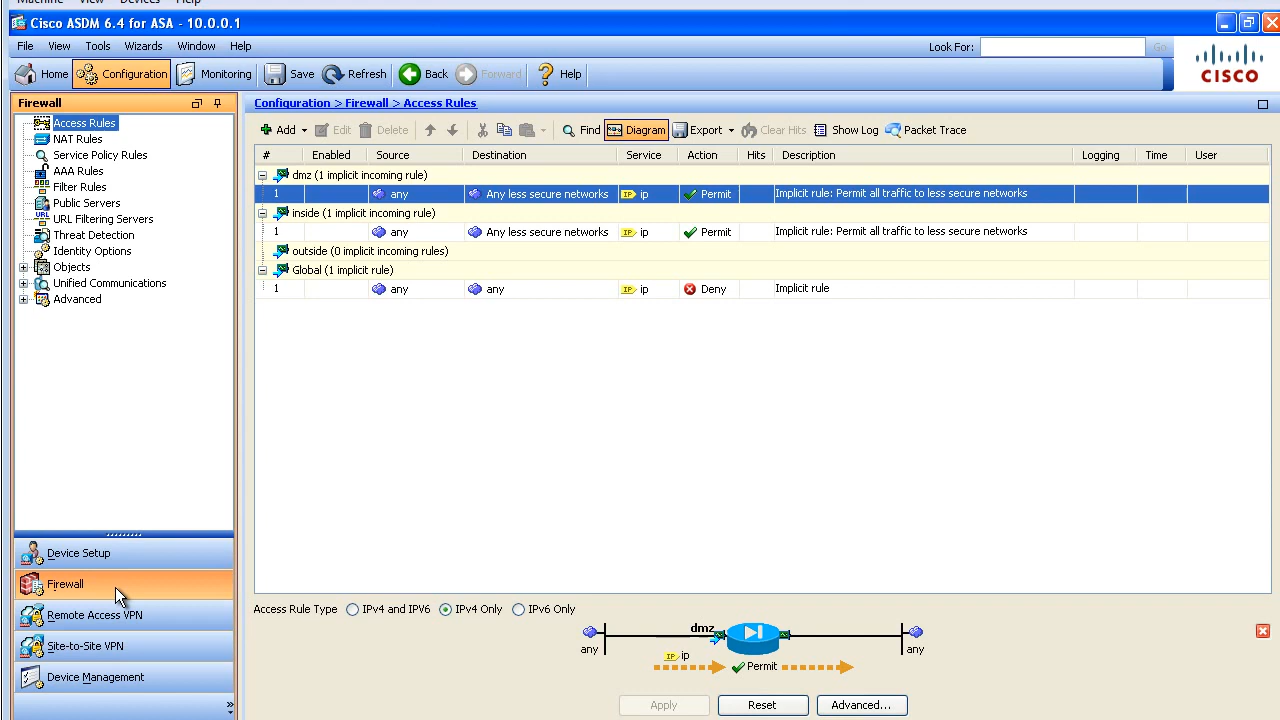 Machine View Devices Help
Cisco ASDM 6.4 for ASA - 10.0.0.1
File View Tools Wizards Window Help Look For: Go
Home Configuration Monitoring Save Refresh Back Forward Help
CISCO
Firewall
Configuration > Firewall > Access Rules
Access Rules
NAT Rules
Service Policy Rules
AAA Rules
Filter Rules
Public Servers
URL Filtering Servers
Threat Detection
Identity Options
Objects
Unified Communications
Advanced
Device Setup
Firewall
Remote Access VPN
Site-to-Site VPN
Device Management
Add Edit Delete Find Diagram Export Clear Hits Show Log Packet Trace
# Enabled Source Destination Service Action Hits Description Logging Time User
dmz (1 implicit incoming rule)
1 any Any less secure networks IP ip Permit Implicit rule: Permit all traffic to less secure networks
inside (1 implicit incoming rule)
1 any Any less secure networks IP ip Permit Implicit rule: Permit all traffic to less secure networks
outside (0 implicit incoming rules)
Global (1 implicit rule)
1 any any IP ip Deny Implicit rule
Access Rule Type IPv4 and IPV6 IPv4 Only IPv6 Only
dmz
any any
IP ip
Permit
Apply Reset Advanced...